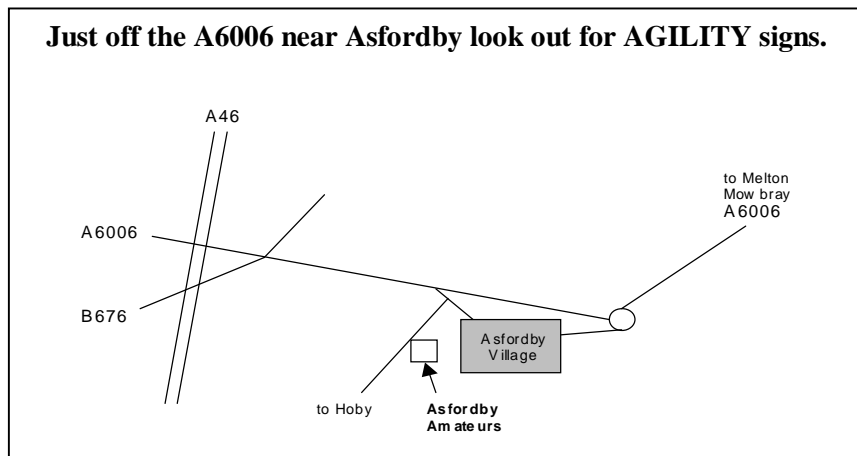 Just off the A6006 near Asfordby look out for AGILITY signs.
A46
to Melton
Mowbray
A6006
A6006
B676
Asfordby
Village
to Hoby
Asfordby
Amateurs